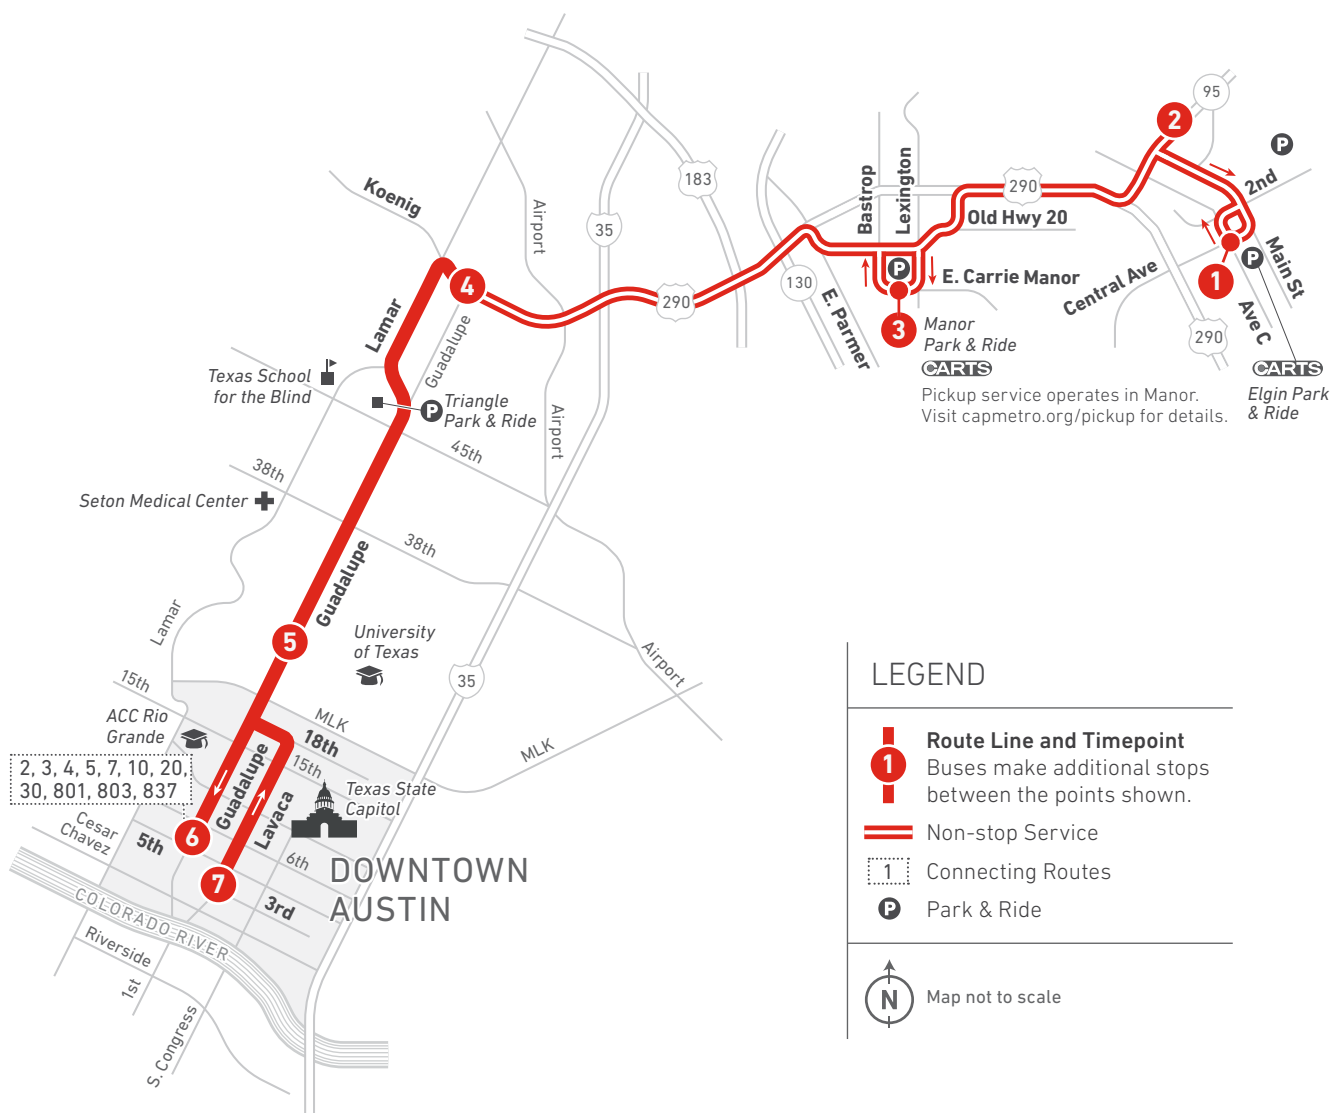 95
2
P
2nd
183
Koenig
Airport
35
Bastrop
Lexington
290
Old Hwy 20
Main St
P
1
Central Ave
Ave C
290
CARTS
Elgin Park
& Ride
P
E. Carrie Manor
130
E. Parmer
3
Manor
Park & Ride
CARTS
Pickup service operates in Manor.
Visit capmetro.org/pickup for details.
4
290
Lamar
Guadalupe
Texas School
for the Blind
P
Triangle
Park & Ride
Airport
45th
38th
Seton Medical Center
38th
Guadalupe
Lamar
5
University
of Texas
Airport
35
15th
MLK
MLK
ACC Rio
Grande
18th
15th
2, 3, 4, 5, 7, 10, 20,
30, 801, 803, 837
Guadalupe
Lavaca
Texas State
Capitol
Cesar
Chavez
5th
6
6th
7
3rd
DOWNTOWN
AUSTIN
COLORADO RIVER
Riverside
1st
S. Congress
LEGEND
1
Route Line and Timepoint
Buses make additional stops
between the points shown.
Non-stop Service
1
Connecting Routes
P
Park & Ride
N
Map not to scale